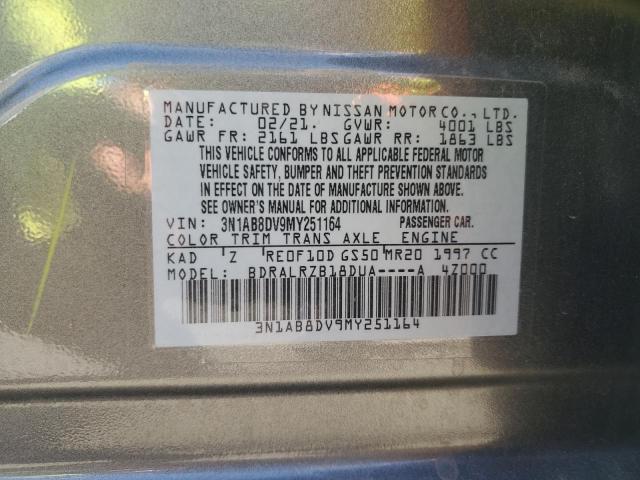 MANUFACTURED BY NISSAN MOTOR CO., LTD.
DATE: 02/21. GVWR: 4001 LBS
GAWR FR: 2161 LBS GAWR RR: 1863 LBS
THIS VEHICLE CONFORMS TO ALL APPLICABLE FEDERAL MOTOR
VEHICLE SAFETY, BUMPER AND THEFT PREVENTION STANDARDS
IN EFFECT ON THE DATE OF MANUFACTURE SHOWN ABOVE.
SEE OWNER'S MANUAL FOR ADDITIONAL INFORMATION.
VIN: 3N1AB8DV9MY251164 PASSENGER CAR.
COLOR TRIM TRANS AXLE ENGINE
KAD Z RE0F10D GS50 MR20 1997 CC
MODEL: BDRALRZB18DUA----A 4Z000
3N1AB8DV9MY251164